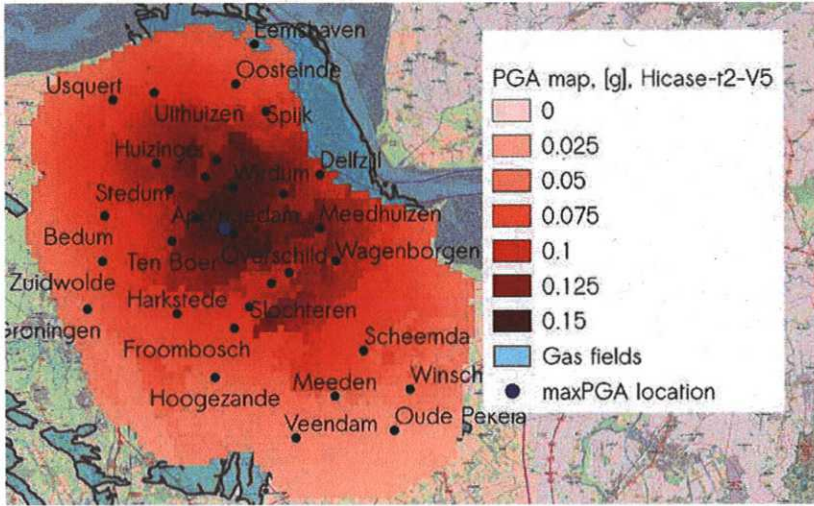 Eemshaven
Oosteinde
Usquert
Uithuizen
Spijk
Huizinge
Wirdum
Delfzijl
Stedum
Meedhuizen
Bedum
Overschild
Wagenborgen
Ten Boer
Zuidwolde
Harkstede
Slochteren
Groningen
Froombosch
Scheemda
Hoogezande
Meeden
Winsch
Veendam
Oude Pekela
PGA map, [g], Hicase-t2-V5
0
0.025
0.05
0.075
0.1
0.125
0.15
Gas fields
maxPGA location